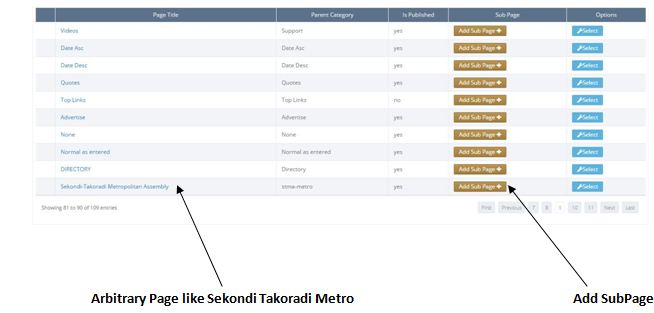 Page Title Parent Category Is Published Sub Page Options
Videos Support yes Add Sub Page + Select
Date Asc Date Asc yes Add Sub Page + Select
Date Desc Date Desc yes Add Sub Page + Select
Quotes Quotes yes Add Sub Page + Select
Top Links Top Links no Add Sub Page + Select
Advertise Advertise yes Add Sub Page + Select
None None yes Add Sub Page + Select
Normal as entered Normal as entered yes Add Sub Page + Select
DIRECTORY Directory yes Add Sub Page + Select
Sekondi-Takoradi Metropolitan Assembly stma-metro yes Add Sub Page + Select
Showing 81 to 90 of 109 entries First Previous 7 8 9 10 11 Next Last
Arbitrary Page like Sekondi Takoradi Metro Add SubPage